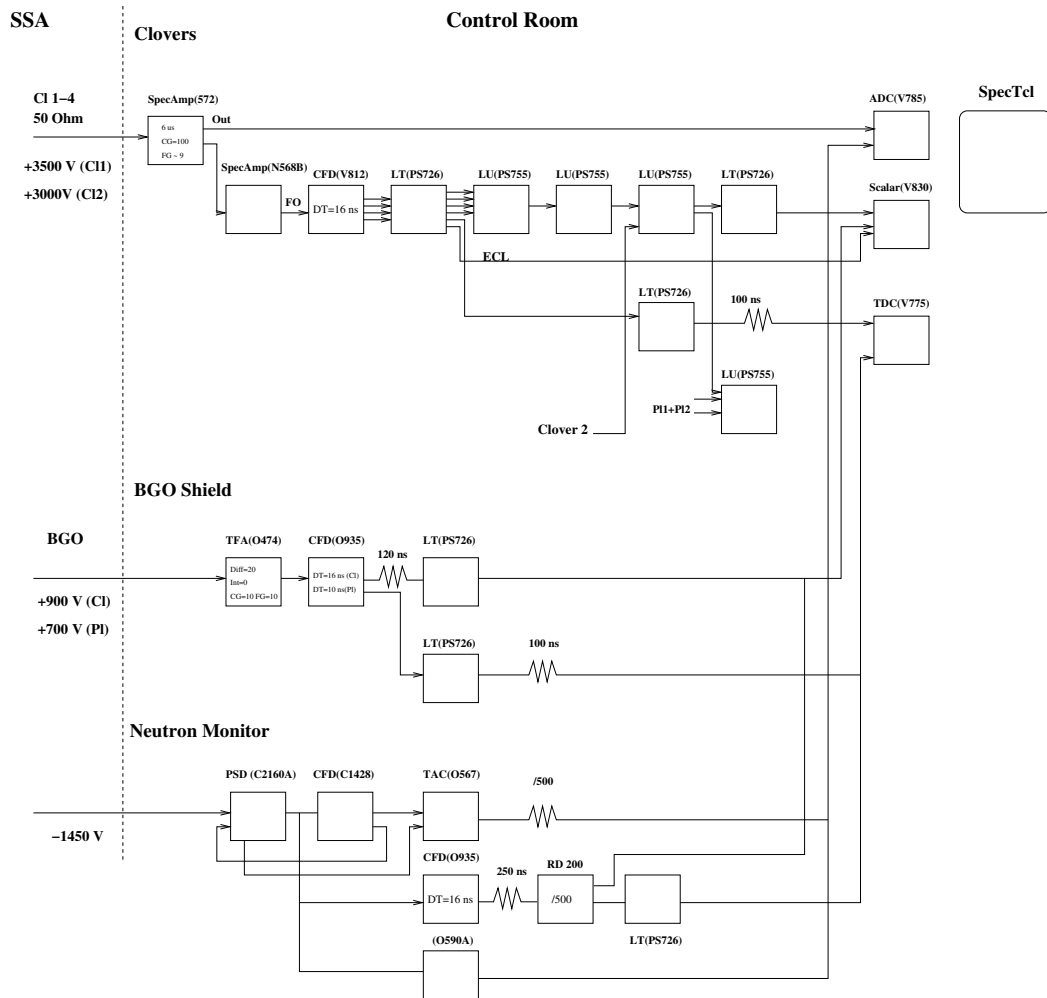 SSA
Control Room
Clovers
Cl 1−4
50 Ohm
+3500 V (Cl1)
+3000V (Cl2)
SpecAmp(572)
6 us
CG=100
FG ~ 9
Out
ADC(V785)
SpecTcl
SpecAmp(N568B)
FO
CFD(V812)
DT=16 ns
LT(PS726)
LU(PS755)
LU(PS755)
LU(PS755)
LT(PS726)
Scalar(V830)
ECL
LT(PS726)
100 ns
TDC(V775)
LU(PS755)
Pl1+Pl2
Clover 2
BGO Shield
BGO
+900 V (Cl)
+700 V (Pl)
TFA(O474)
Diff=20
Int=0
CG=10 FG=10
CFD(O935)
DT=16 ns (Cl)
DT=10 ns(Pl)
120 ns
LT(PS726)
LT(PS726)
100 ns
Neutron Monitor
−1450 V
PSD (C2160A)
CFD(C1428)
TAC(O567)
/500
CFD(O935)
DT=16 ns
250 ns
RD 200
/500
LT(PS726)
(O590A)